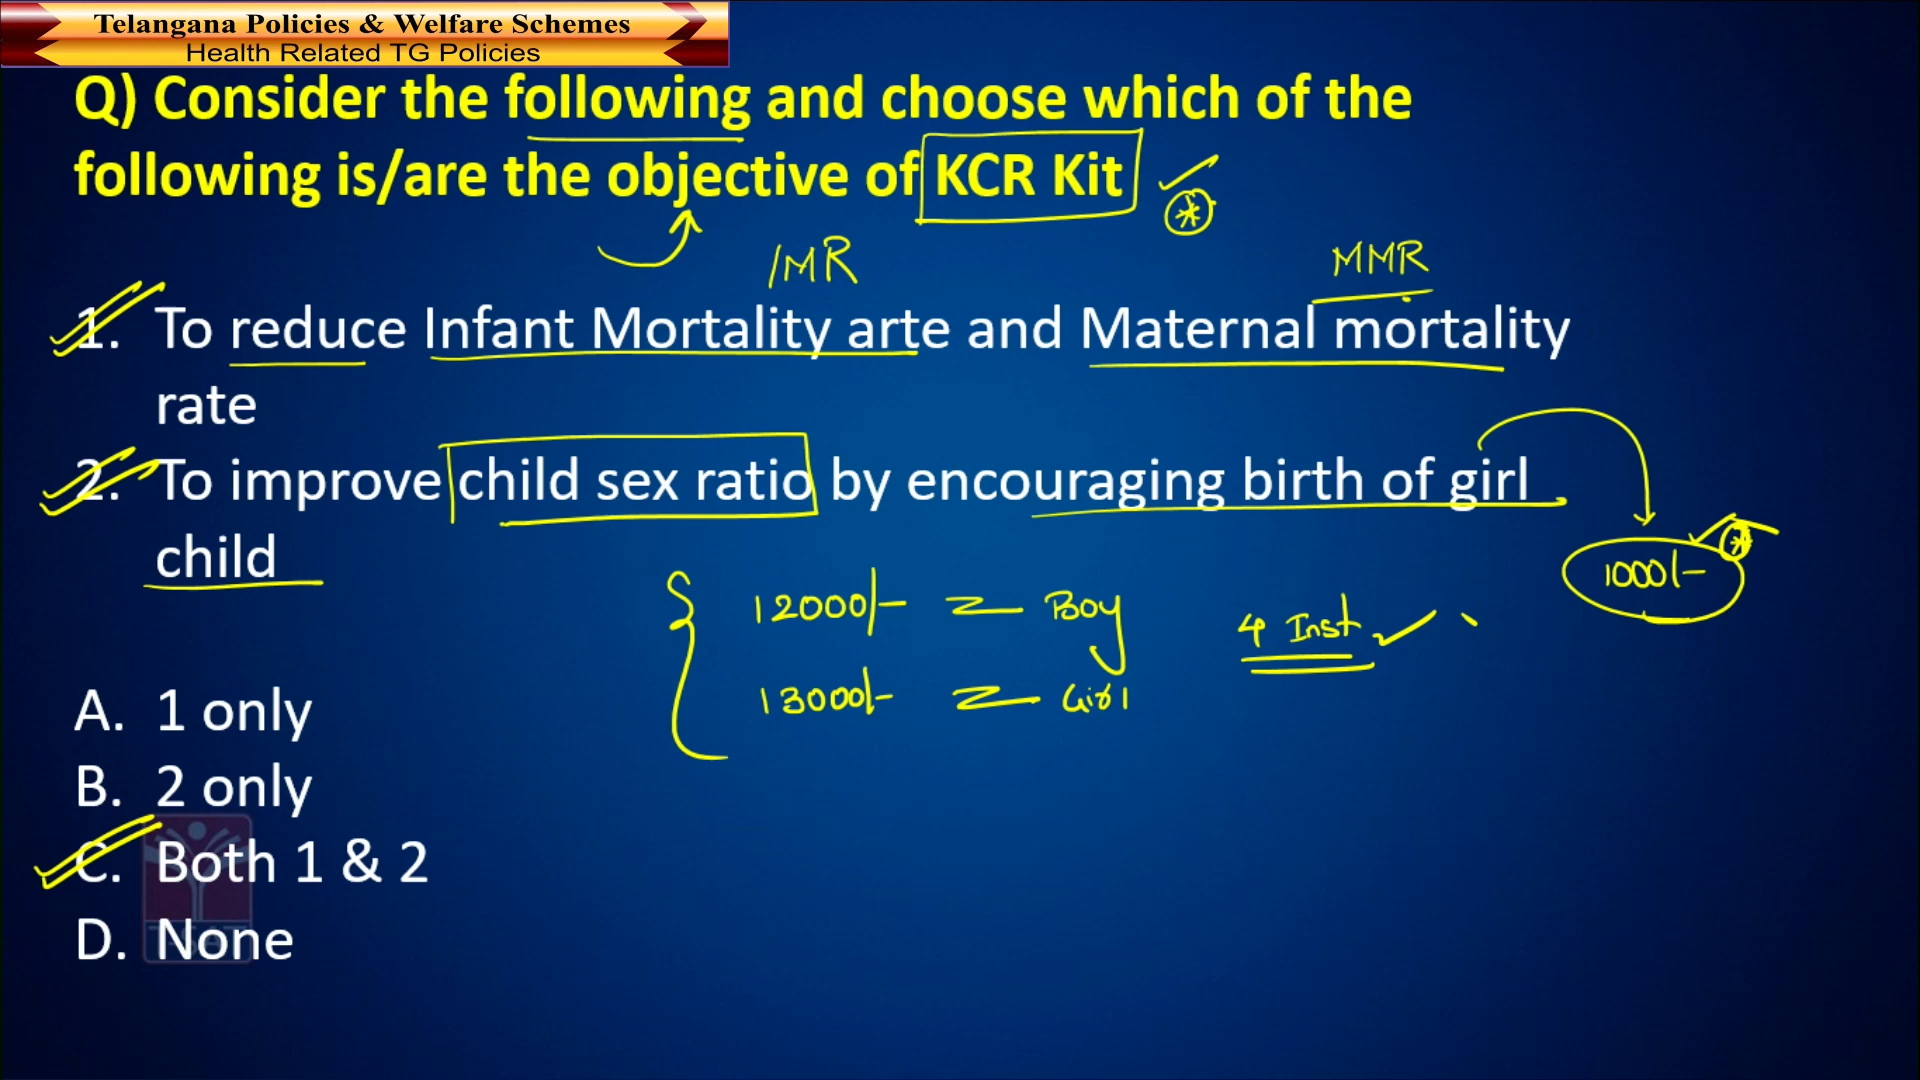 Telangana Policies & Welfare Schemes
Health Related TG Policies
Q) Consider the following and choose which of the
following is/are the objective of KCR Kit
IMR MMR
1. To reduce Infant Mortality arte and Maternal mortality
rate
2. To improve child sex ratio by encouraging birth of girl
child
1000/-
12000/- Boy
4 Inst
13000/- Girl
A. 1 only
B. 2 only
C. Both 1 & 2
D. None
T-SAT